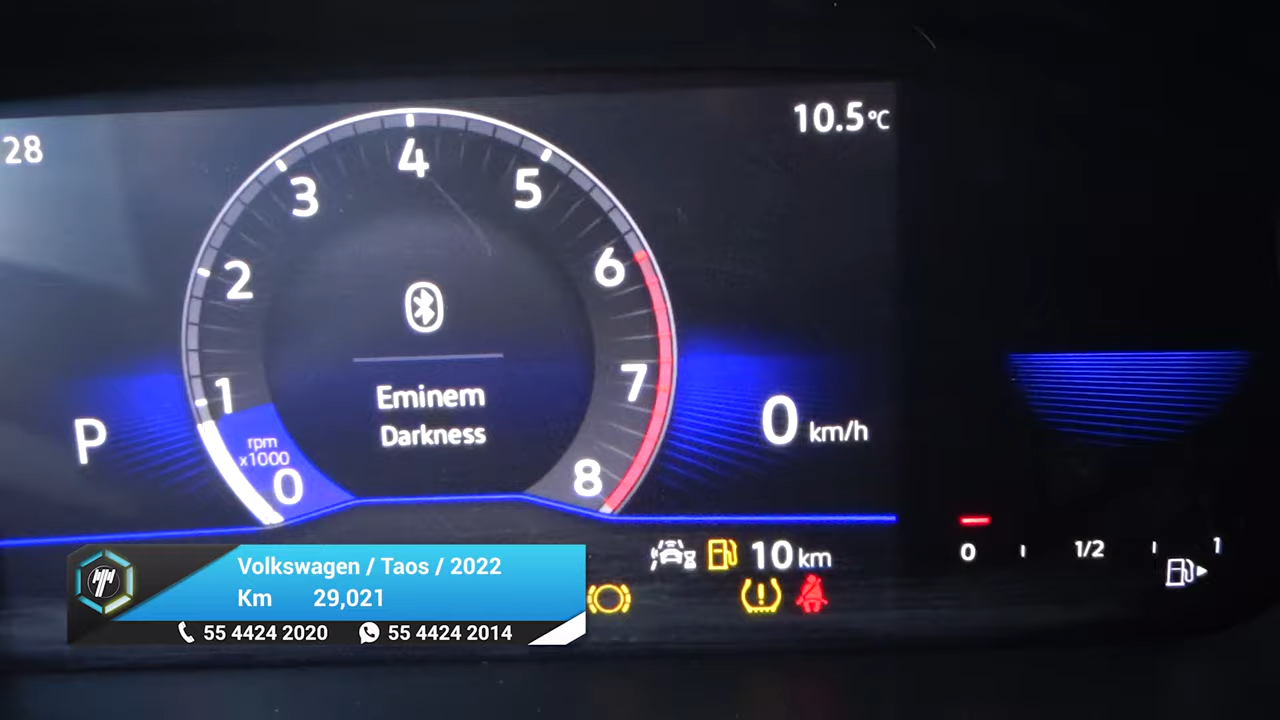 28
10.5°C
4
3
5
2
6
1
7
rpm
x1000
0
8
Eminem
Darkness
P
0 km/h
10 km
0
1/2
1
Volkswagen / Taos / 2022
Km 29,021
55 4424 2020
55 4424 2014